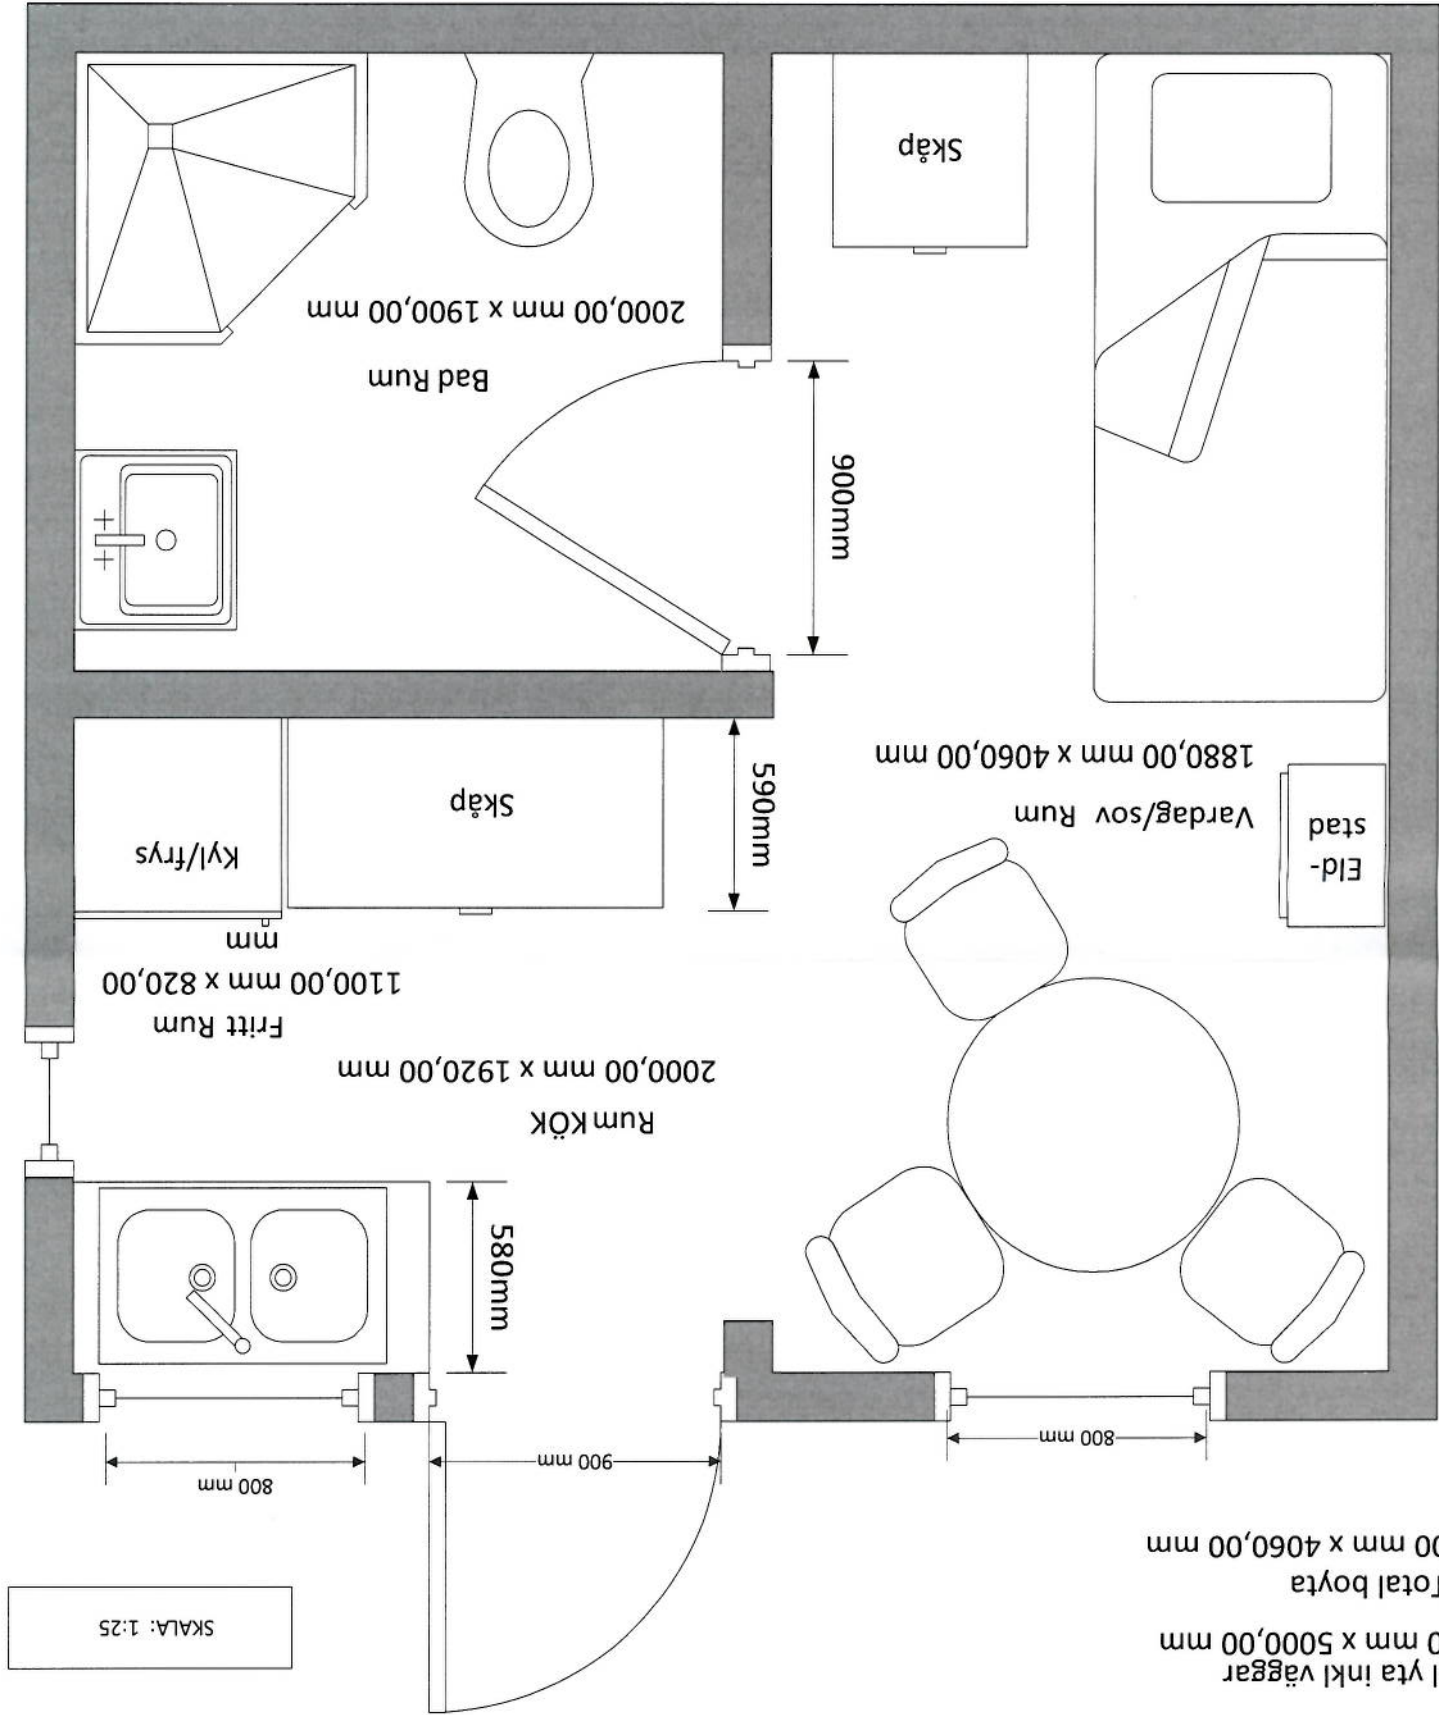 l yta inkl väggar
0 mm x 5000,00 mm
Total boyta
00 mm x 4060,00 mm
SKALA: 1:25
800 mm
900 mm
800 mm
580mm
Rum KÖK
2000,00 mm x 1920,00 mm
Fritt Rum
1100,00 mm x 820,00
mm
Eld-
stad
Vardag/sov Rum
1880,00 mm x 4060,00 mm
590mm
Skåp
Kyl/frys
900mm
Bad Rum
2000,00 mm x 1900,00 mm
Skåp